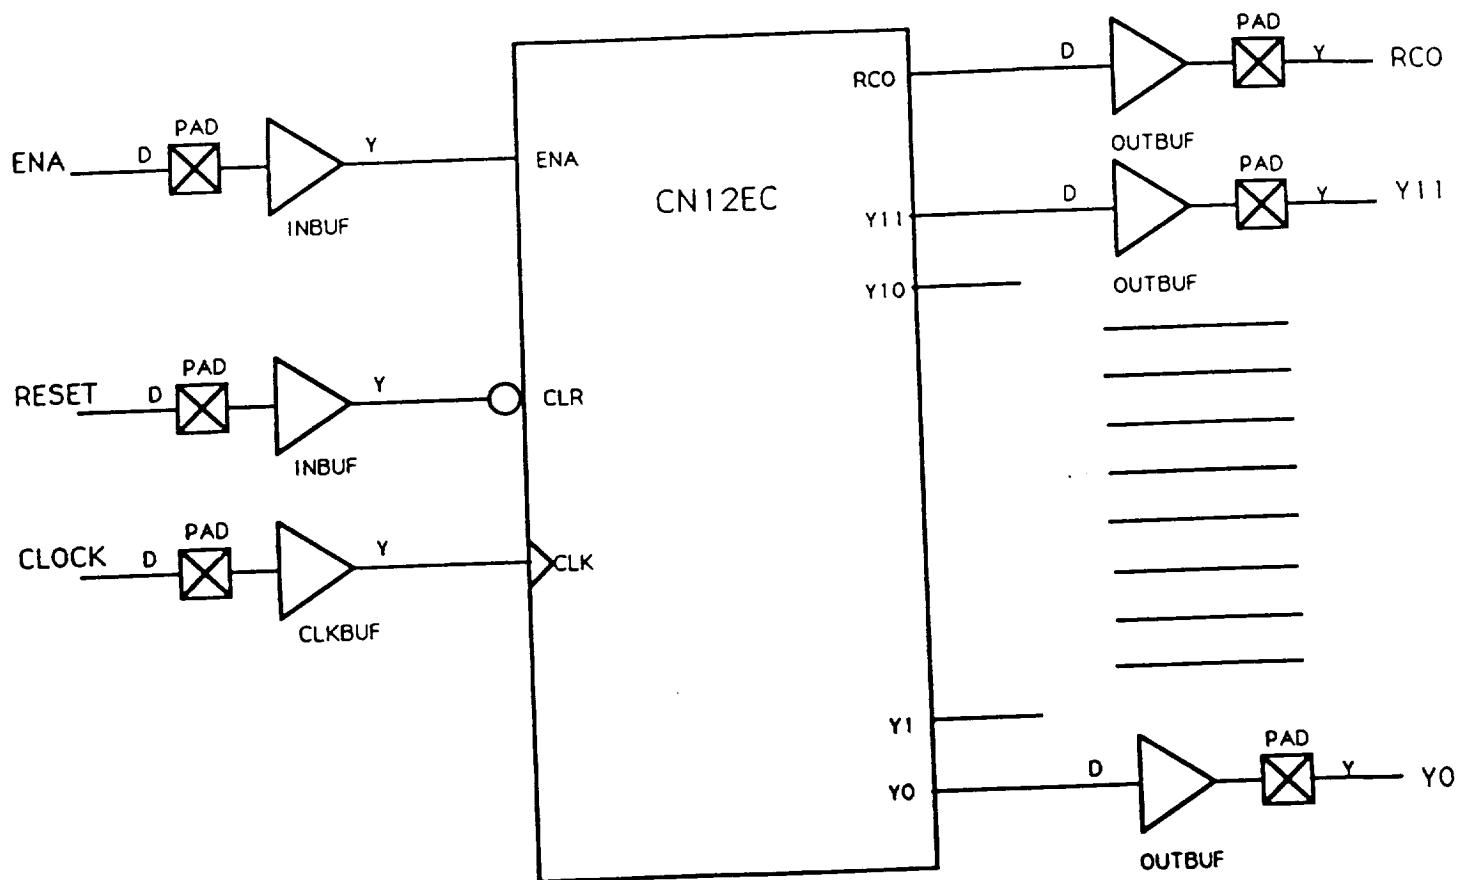 PAD
RCO
D
Y
RCO
OUTBUF
PAD
ENA
D
Y
ENA
INBUF
CN12EC
PAD
Y11
D
Y
Y11
OUTBUF
Y10
PAD
RESET
D
Y
CLR
INBUF
PAD
CLOCK
D
Y
CLK
CLKBUF
Y1
PAD
Y0
D
Y
Y0
OUTBUF